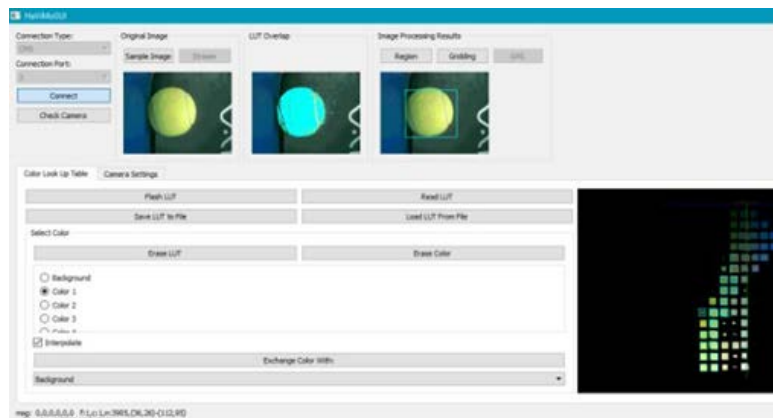 Connection Type:
Original Image
LUT Overlap
Image Processing Results
Sample Image
Stream
Region
Gridding
Connection Port:
0
Connect
Check Camera
Color Look Up Table
Camera Settings
Flash LUT
Read LUT
Save LUT to File
Load LUT From File
Select Color
Erase LUT
Erase Color
Background
Color 1
Color 2
Color 3
Interpolate
Exchange Color With:
Background